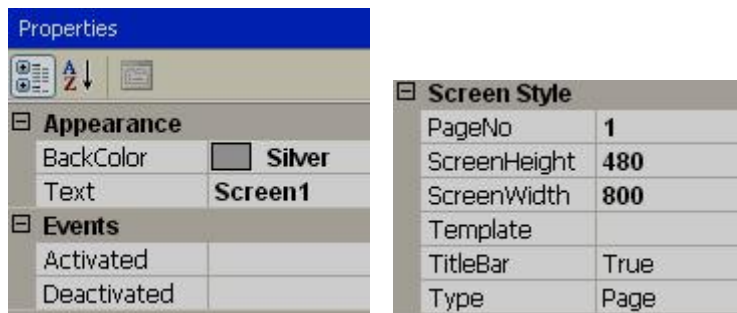 Properties
A
Z
Appearance
BackColor Silver
Text Screen1
Events
Activated
Deactivated
Screen Style
PageNo 1
ScreenHeight 480
ScreenWidth 800
Template
TitleBar True
Type Page